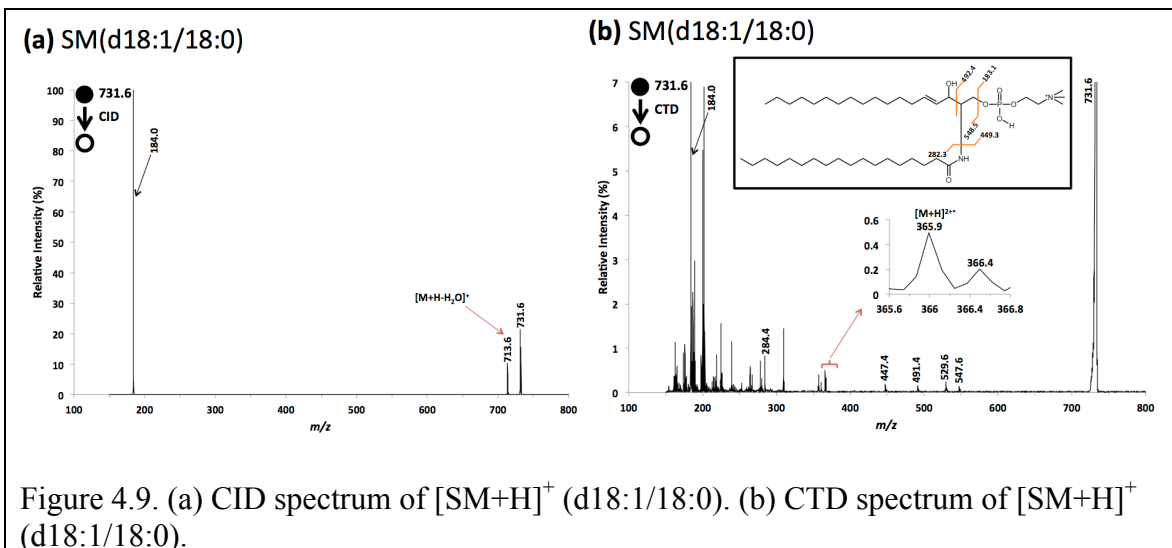 (a) SM(d18:1/18:0)
100
90
80
70
60
50
40
30
20
10
0
Relative Intensity (%)
731.6
CID
184.0
[M+H-H₂O]⁺
713.6
731.6
100 200 300 400 500 600 700 800
m/z
(b) SM(d18:1/18:0)
7
6
5
4
3
2
1
0
Relative Intensity (%)
731.6
CTD
184.0
OH
492.4
183.1
O
O
P
O
N
+
O
H
548.5
449.3
282.3
NH
O
731.6
[M+H]²⁺•
365.9
366.4
0.6
0.4
0.2
0
365.6 366 366.4 366.8
284.4
447.4
491.4
529.6
547.6
100 200 300 400 500 600 700 800
m/z
Figure 4.9. (a) CID spectrum of [SM+H]⁺ (d18:1/18:0). (b) CTD spectrum of [SM+H]⁺
(d18:1/18:0).